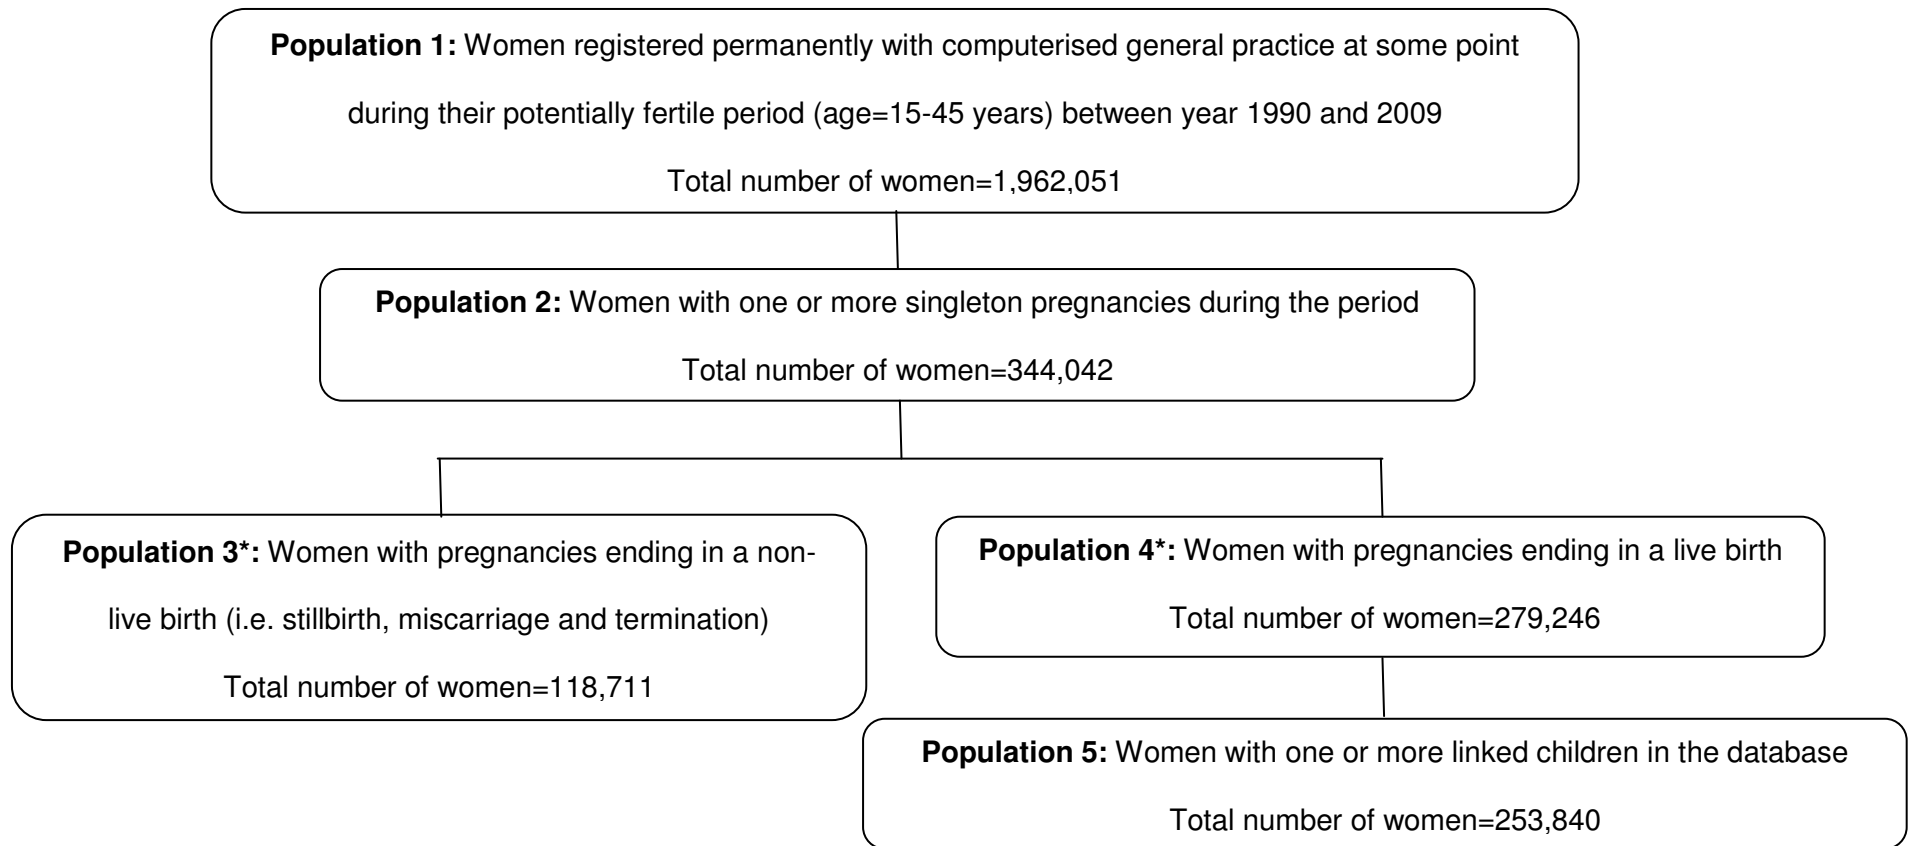 Population 1: Women registered permanently with computerised general practice at some point
during their potentially fertile period (age=15-45 years) between year 1990 and 2009
Total number of women=1,962,051
Population 2: Women with one or more singleton pregnancies during the period
Total number of women=344,042
Population 3*: Women with pregnancies ending in a non-
live birth (i.e. stillbirth, miscarriage and termination)
Total number of women=118,711
Population 4*: Women with pregnancies ending in a live birth
Total number of women=279,246
Population 5: Women with one or more linked children in the database
Total number of women=253,840